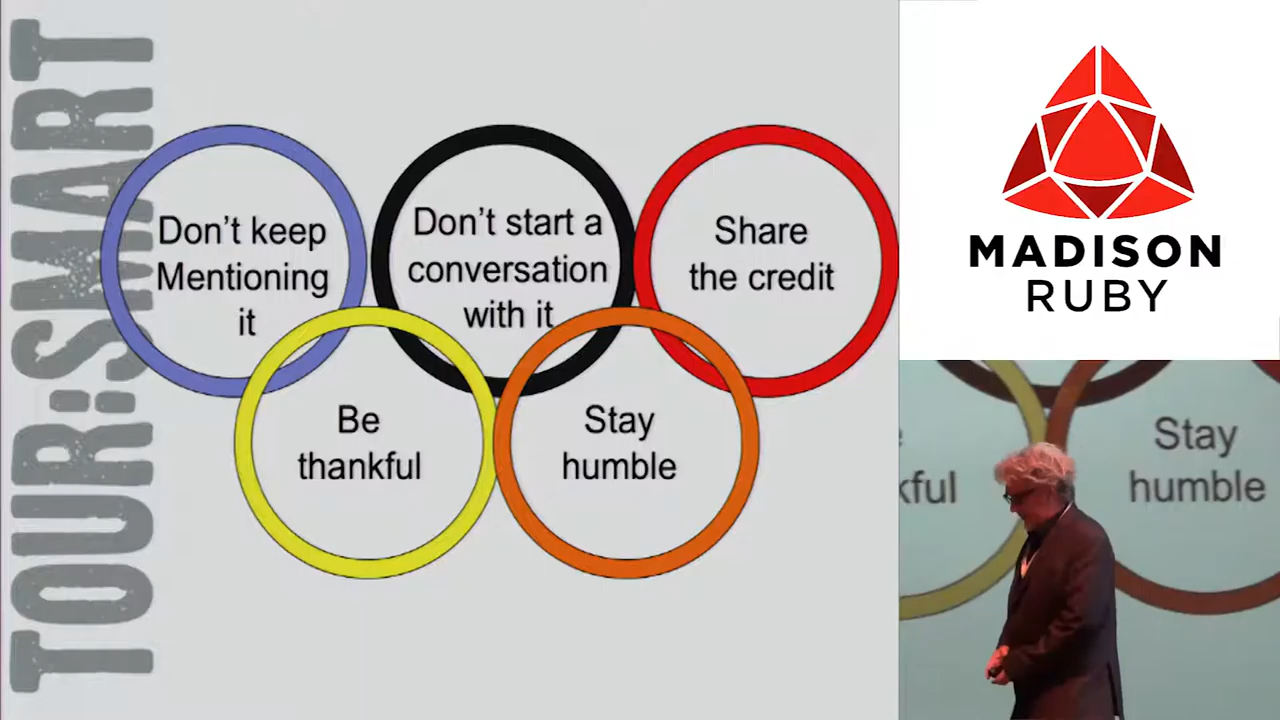 TOUR:SMART
Don't keep
Mentioning
it
Don't start a
conversation
with it
Share
the credit
Be
thankful
Stay
humble
MADISON
RUBY
kful
Stay
humble